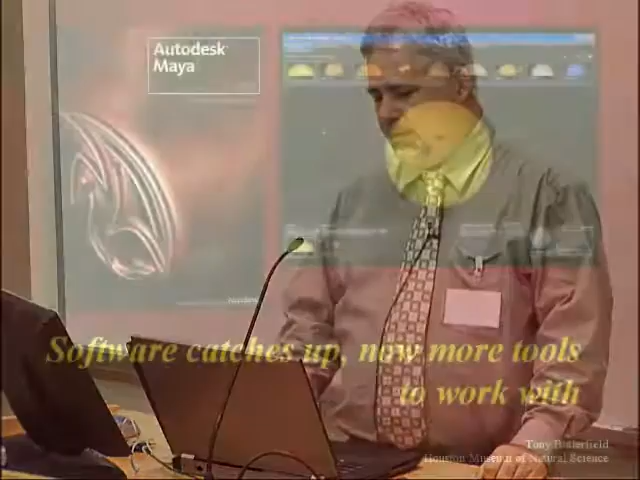 Autodesk
Maya
Software catches up, now more tools
to work with
Tony Butterfield
Houston Museum of Natural Science